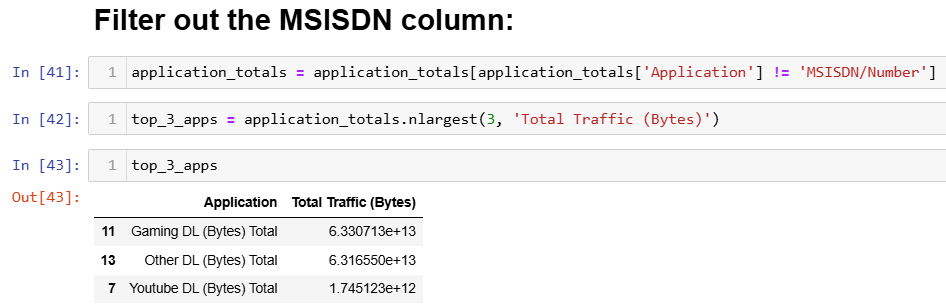 Filter out the MSISDN column:
In [41]: 1 application_totals = application_totals[application_totals['Application'] != 'MSISDN/Number']
In [42]: 1 top_3_apps = application_totals.nlargest(3, 'Total Traffic (Bytes)')
In [43]: 1 top_3_apps
Out[43]:
Application Total Traffic (Bytes)
11 Gaming DL (Bytes) Total 6.330713e+13
13 Other DL (Bytes) Total 6.316550e+13
7 Youtube DL (Bytes) Total 1.745123e+12